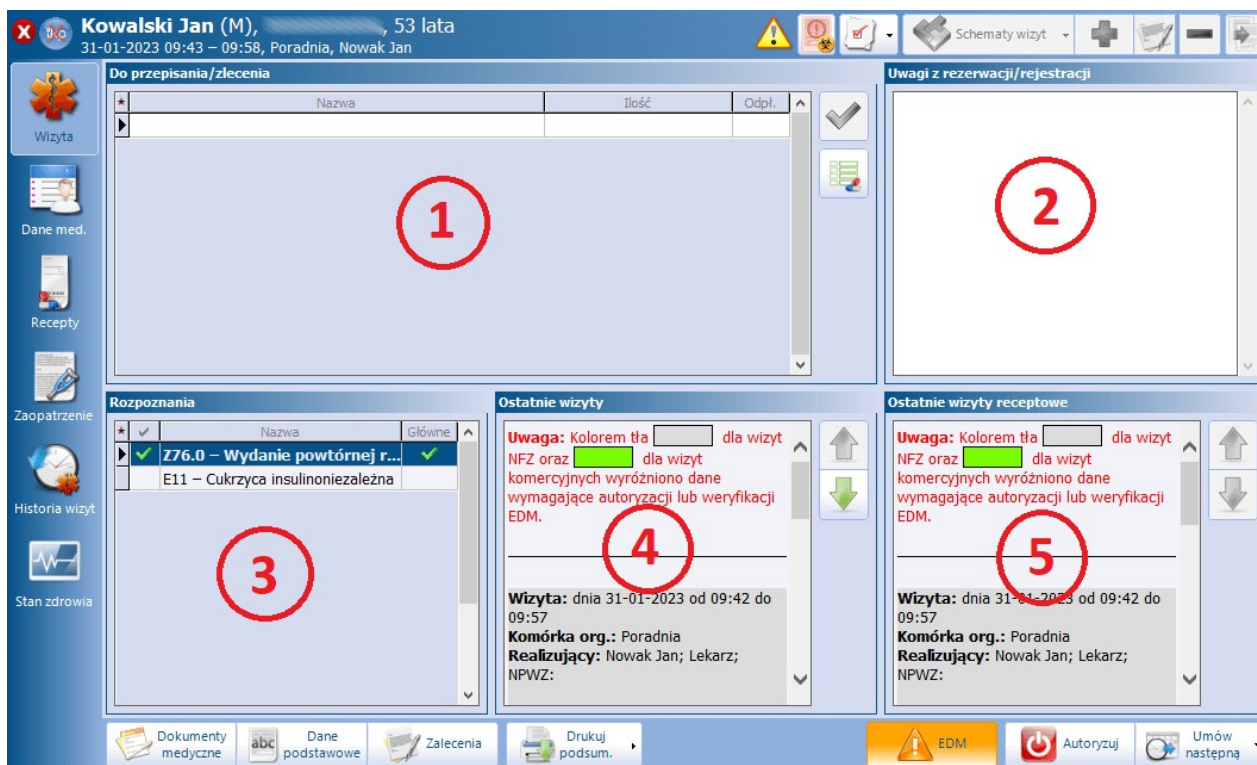 Kowalski Jan (M), , 53 lata
31-01-2023 09:43 – 09:58, Poradnia, Nowak Jan
Schematy wizyt
Wizyta
Dane med.
Recepty
Zaopatrzenie
Historia wizyt
Stan zdrowia
Do przepisania/zlecenia
* Nazwa Ilość Odpł.
1
Uwagi z rezerwacji/rejestracji
2
Rozpoznania
* Nazwa Główne
Z76.0 – Wydanie powtórnej r...
E11 – Cukrzyca insulinoniezależna
3
Ostatnie wizyty
Uwaga: Kolorem tła dla wizyt
NFZ oraz dla wizyt
komercyjnych wyróżniono dane
wymagające autoryzacji lub weryfikacji
EDM.
4
Wizyta: dnia 31-01-2023 od 09:42 do
09:57
Komórka org.: Poradnia
Realizujący: Nowak Jan; Lekarz;
NPWZ:
Ostatnie wizyty receptowe
Uwaga: Kolorem tła dla wizyt
NFZ oraz dla wizyt
komercyjnych wyróżniono dane
wymagające autoryzacji lub weryfikacji
EDM.
5
Wizyta: dnia 31-01-2023 od 09:42 do
09:57
Komórka org.: Poradnia
Realizujący: Nowak Jan; Lekarz;
NPWZ:
Dokumenty
medyczne
abc
Dane
podstawowe
Zalecenia
Drukuj
podsum.
EDM
Autoryzuj
Umów
następną